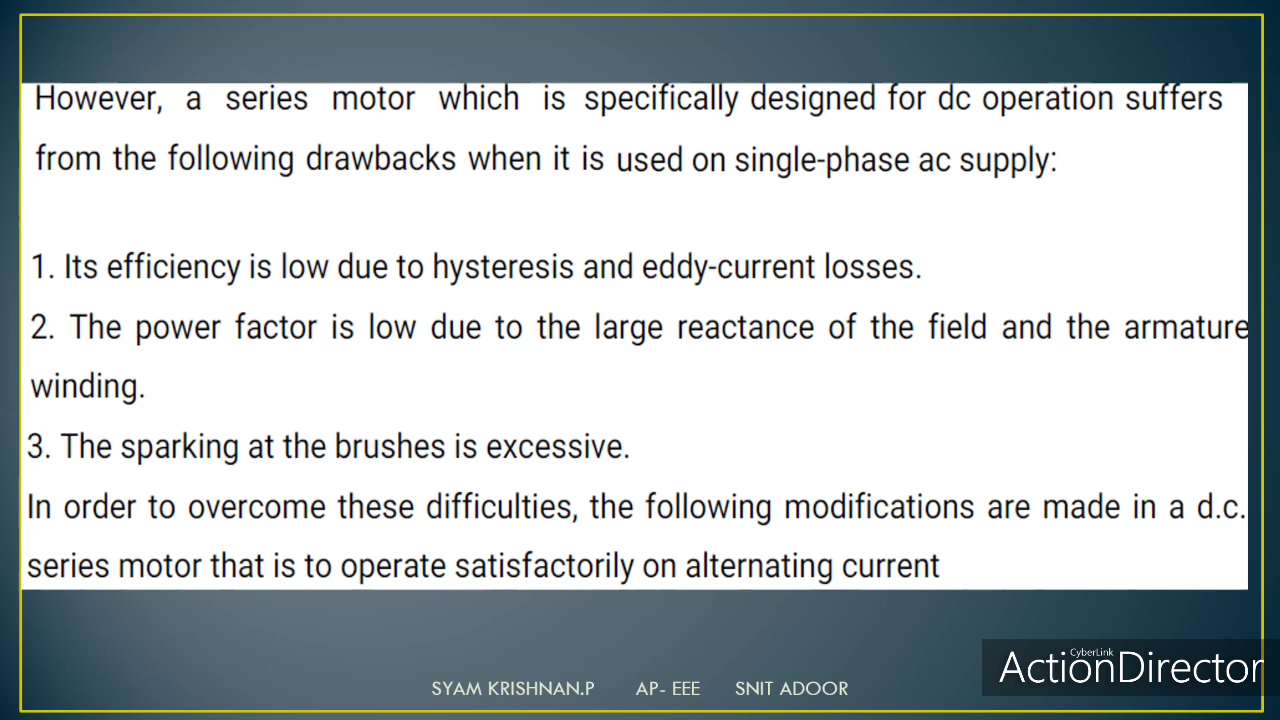 However, a series motor which is specifically designed for dc operation suffers
from the following drawbacks when it is used on single-phase ac supply:
1. Its efficiency is low due to hysteresis and eddy-current losses.
2. The power factor is low due to the large reactance of the field and the armature
winding.
3. The sparking at the brushes is excessive.
In order to overcome these difficulties, the following modifications are made in a d.c.
series motor that is to operate satisfactorily on alternating current
CyberLink
ActionDirector
SYAM KRISHNAN.P AP- EEE SNIT ADOOR